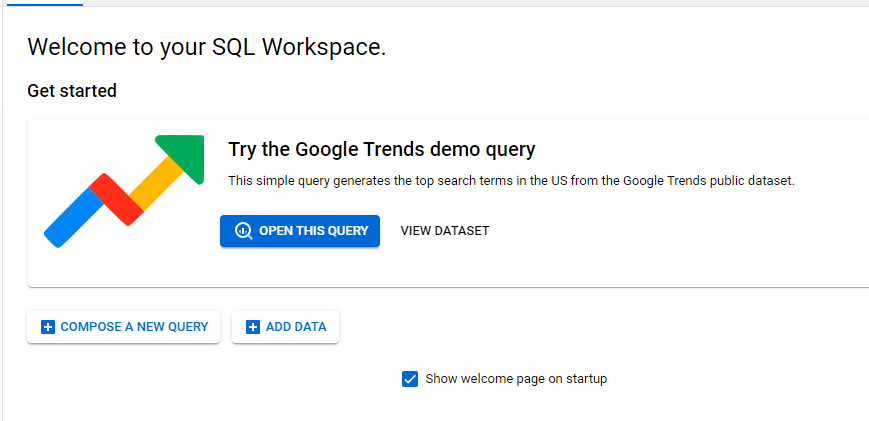 Welcome to your SQL Workspace.
Get started
Try the Google Trends demo query
This simple query generates the top search terms in the US from the Google Trends public dataset.
OPEN THIS QUERY
VIEW DATASET
COMPOSE A NEW QUERY
ADD DATA
Show welcome page on startup